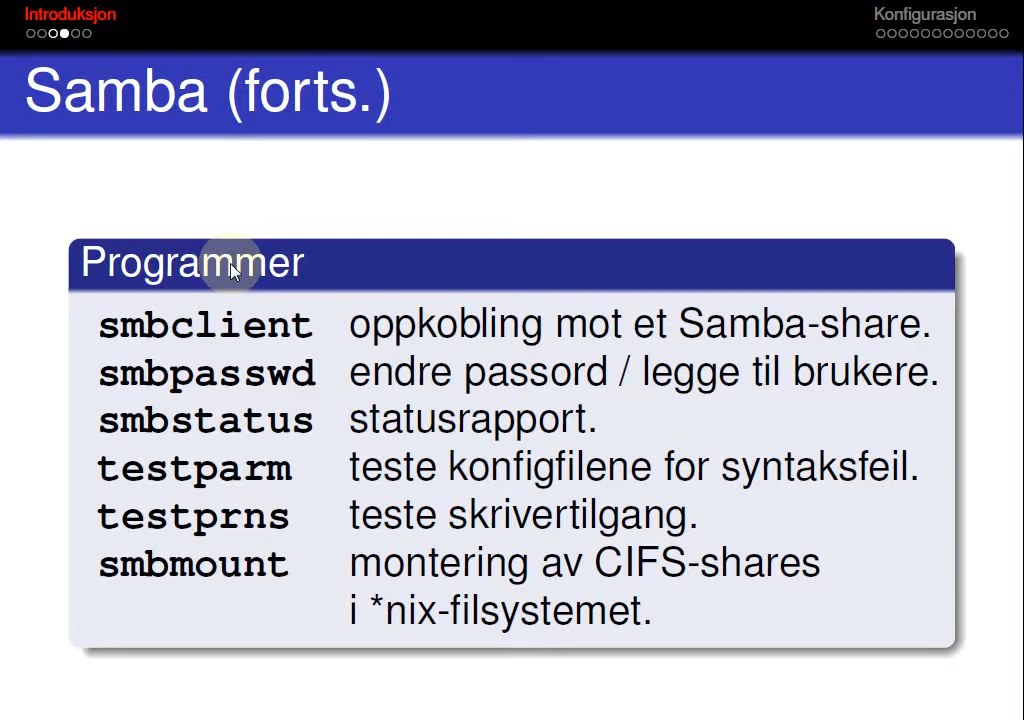 Introduksjon
Konfigurasjon
Samba (forts.)
Programmer
smbclient oppkobling mot et Samba-share.
smbpasswd endre passord / legge til brukere.
smbstatus statusrapport.
testparm teste konfigfilene for syntaksfeil.
testprns teste skrivertilgang.
smbmount montering av CIFS-shares
i *nix-filsystemet.